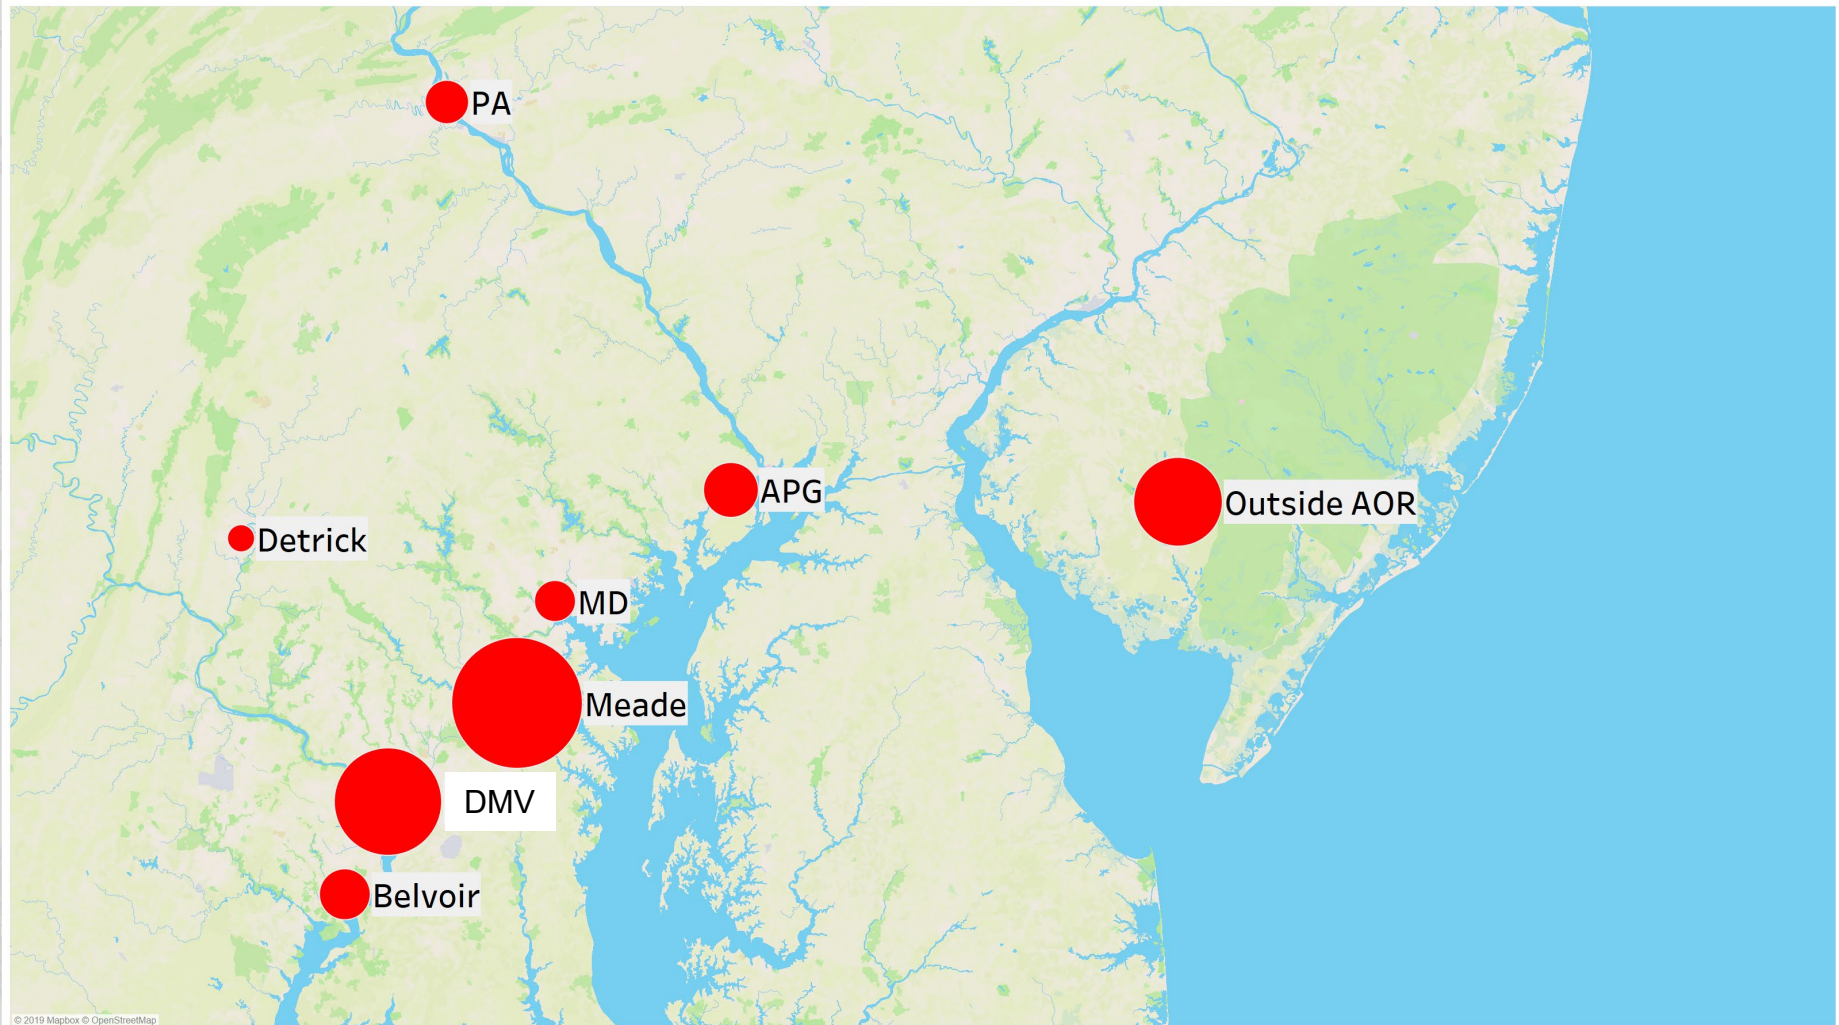 PA
APG
Outside AOR
Detrick
MD
Meade
DMV
Belvoir
© 2019 Mapbox © OpenStreetMap